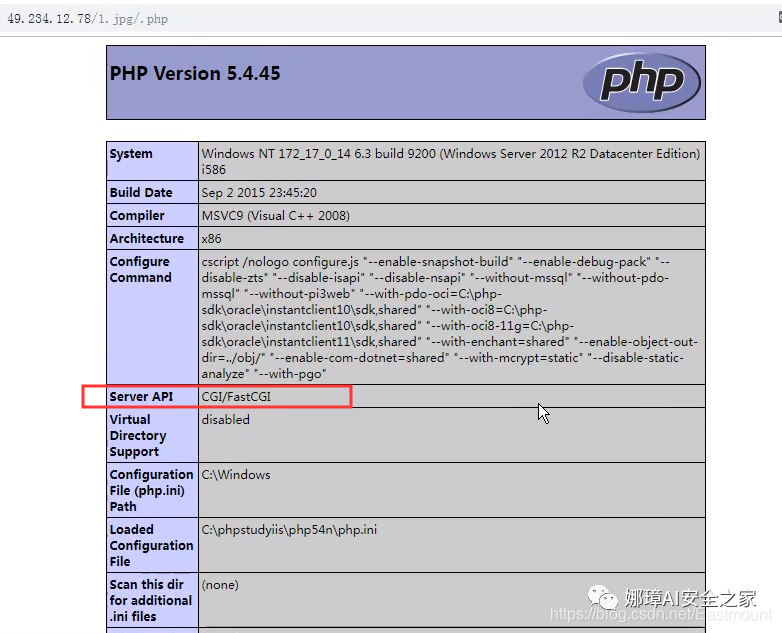 49.234.12.78/1.jpg/.php
PHP Version 5.4.45
php
System
Windows NT 172_17_0_14 6.3 build 9200 (Windows Server 2012 R2 Datacenter Edition)
i586
Build Date
Sep 2 2015 23:45:20
Compiler
MSVC9 (Visual C++ 2008)
Architecture
x86
Configure
Command
cscript /nologo configure.js "--enable-snapshot-build" "--enable-debug-pack" "--
disable-zts" "--disable-isapi" "--disable-nsapi" "--without-mssql" "--without-pdo-
mssql" "--without-pi3web" "--with-pdo-oci=C:\php-
sdk\oracle\instantclient10\sdk,shared" "--with-oci8=C:\php-
sdk\oracle\instantclient10\sdk,shared" "--with-oci8-11g=C:\php-
sdk\oracle\instantclient11\sdk,shared" "--with-enchant=shared" "--enable-object-out-
dir=../obj/" "--enable-com-dotnet=shared" "--with-mcrypt=static" "--disable-static-
analyze" "--with-pgo"
Server API
CGI/FastCGI
Virtual
Directory
Support
disabled
Configuration
File (php.ini)
Path
C:\Windows
Loaded
Configuration
File
C:\phpstudyiis\php54n\php.ini
Scan this dir
for additional
.ini files
(none)
娜璋AI安全之家
https://blog.csdn.net/Eastmount